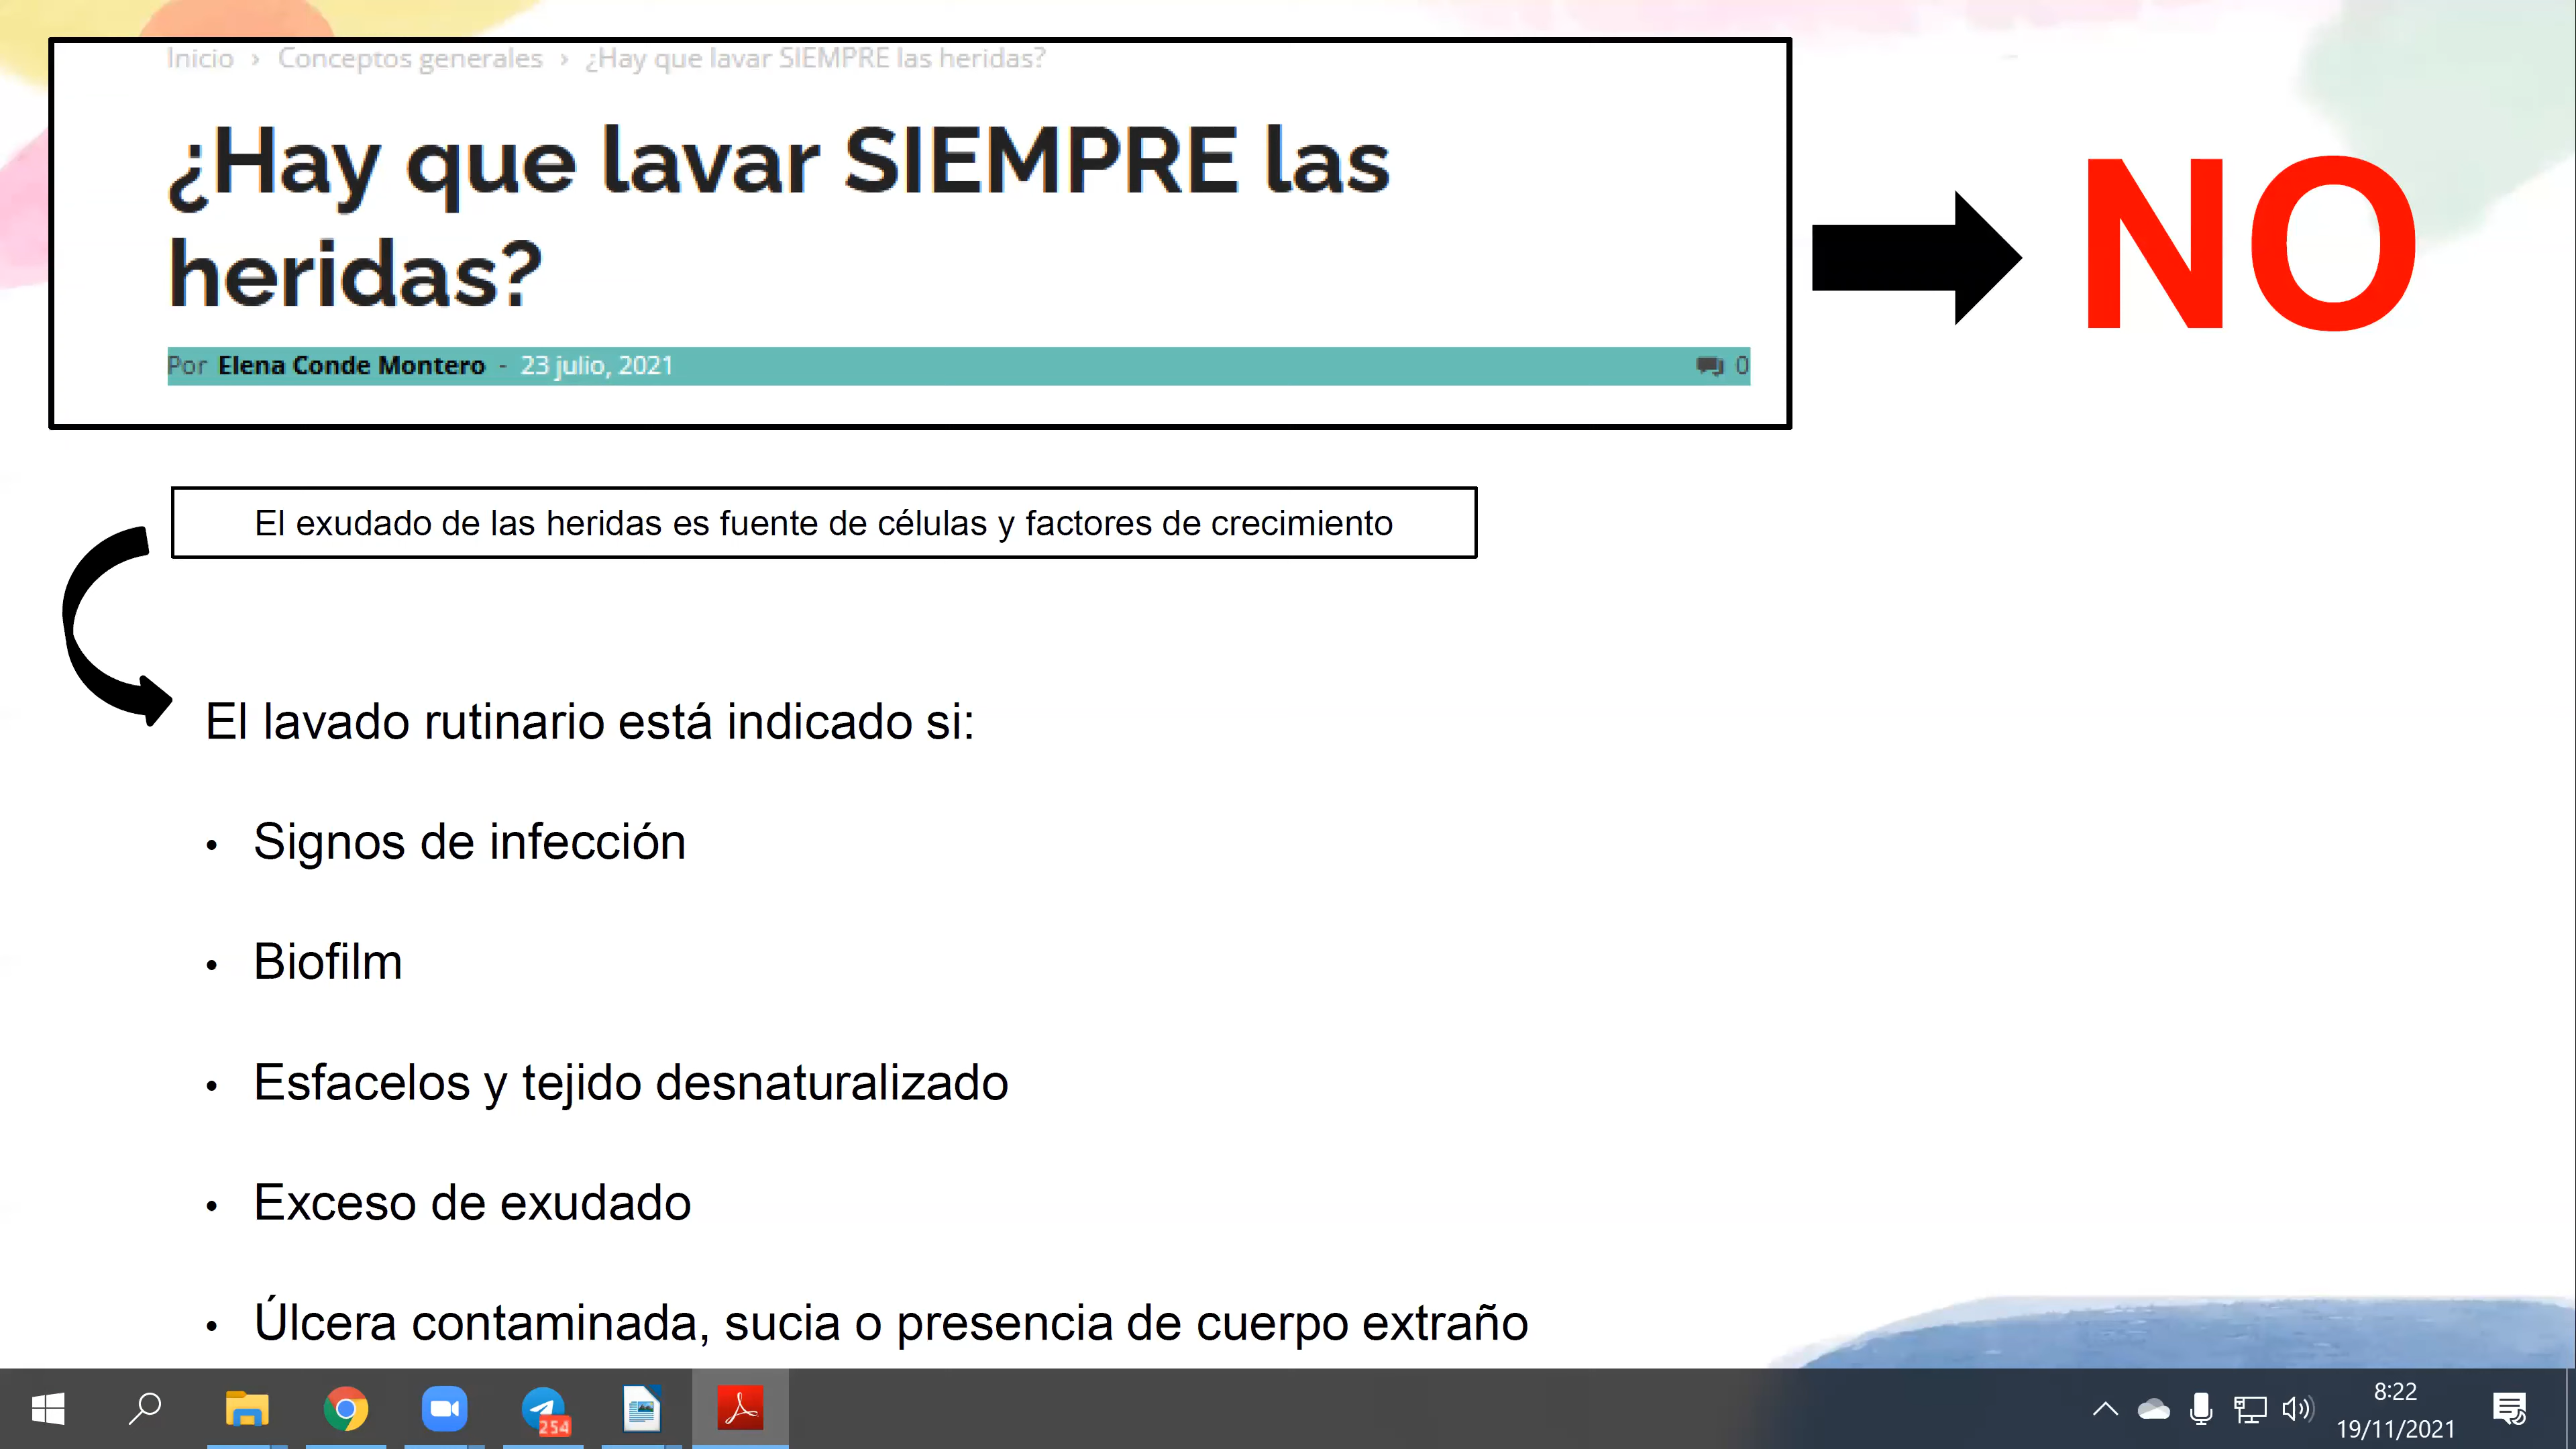 Inicio › Conceptos generales › ¿Hay que lavar SIEMPRE las heridas?
¿Hay que lavar SIEMPRE las
heridas?
NO
Por Elena Conde Montero - 23 julio, 2021 0
El exudado de las heridas es fuente de células y factores de crecimiento
El lavado rutinario está indicado si:
• Signos de infección
• Biofilm
• Esfacelos y tejido desnaturalizado
• Exceso de exudado
• Úlcera contaminada, sucia o presencia de cuerpo extraño
254
8:22
19/11/2021